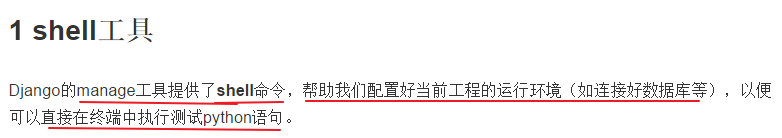 1 shell工具
Django的manage工具提供了shell命令，帮助我们配置好当前工程的运行环境（如连接好数据库等），以便
可以直接在终端中执行测试python语句。